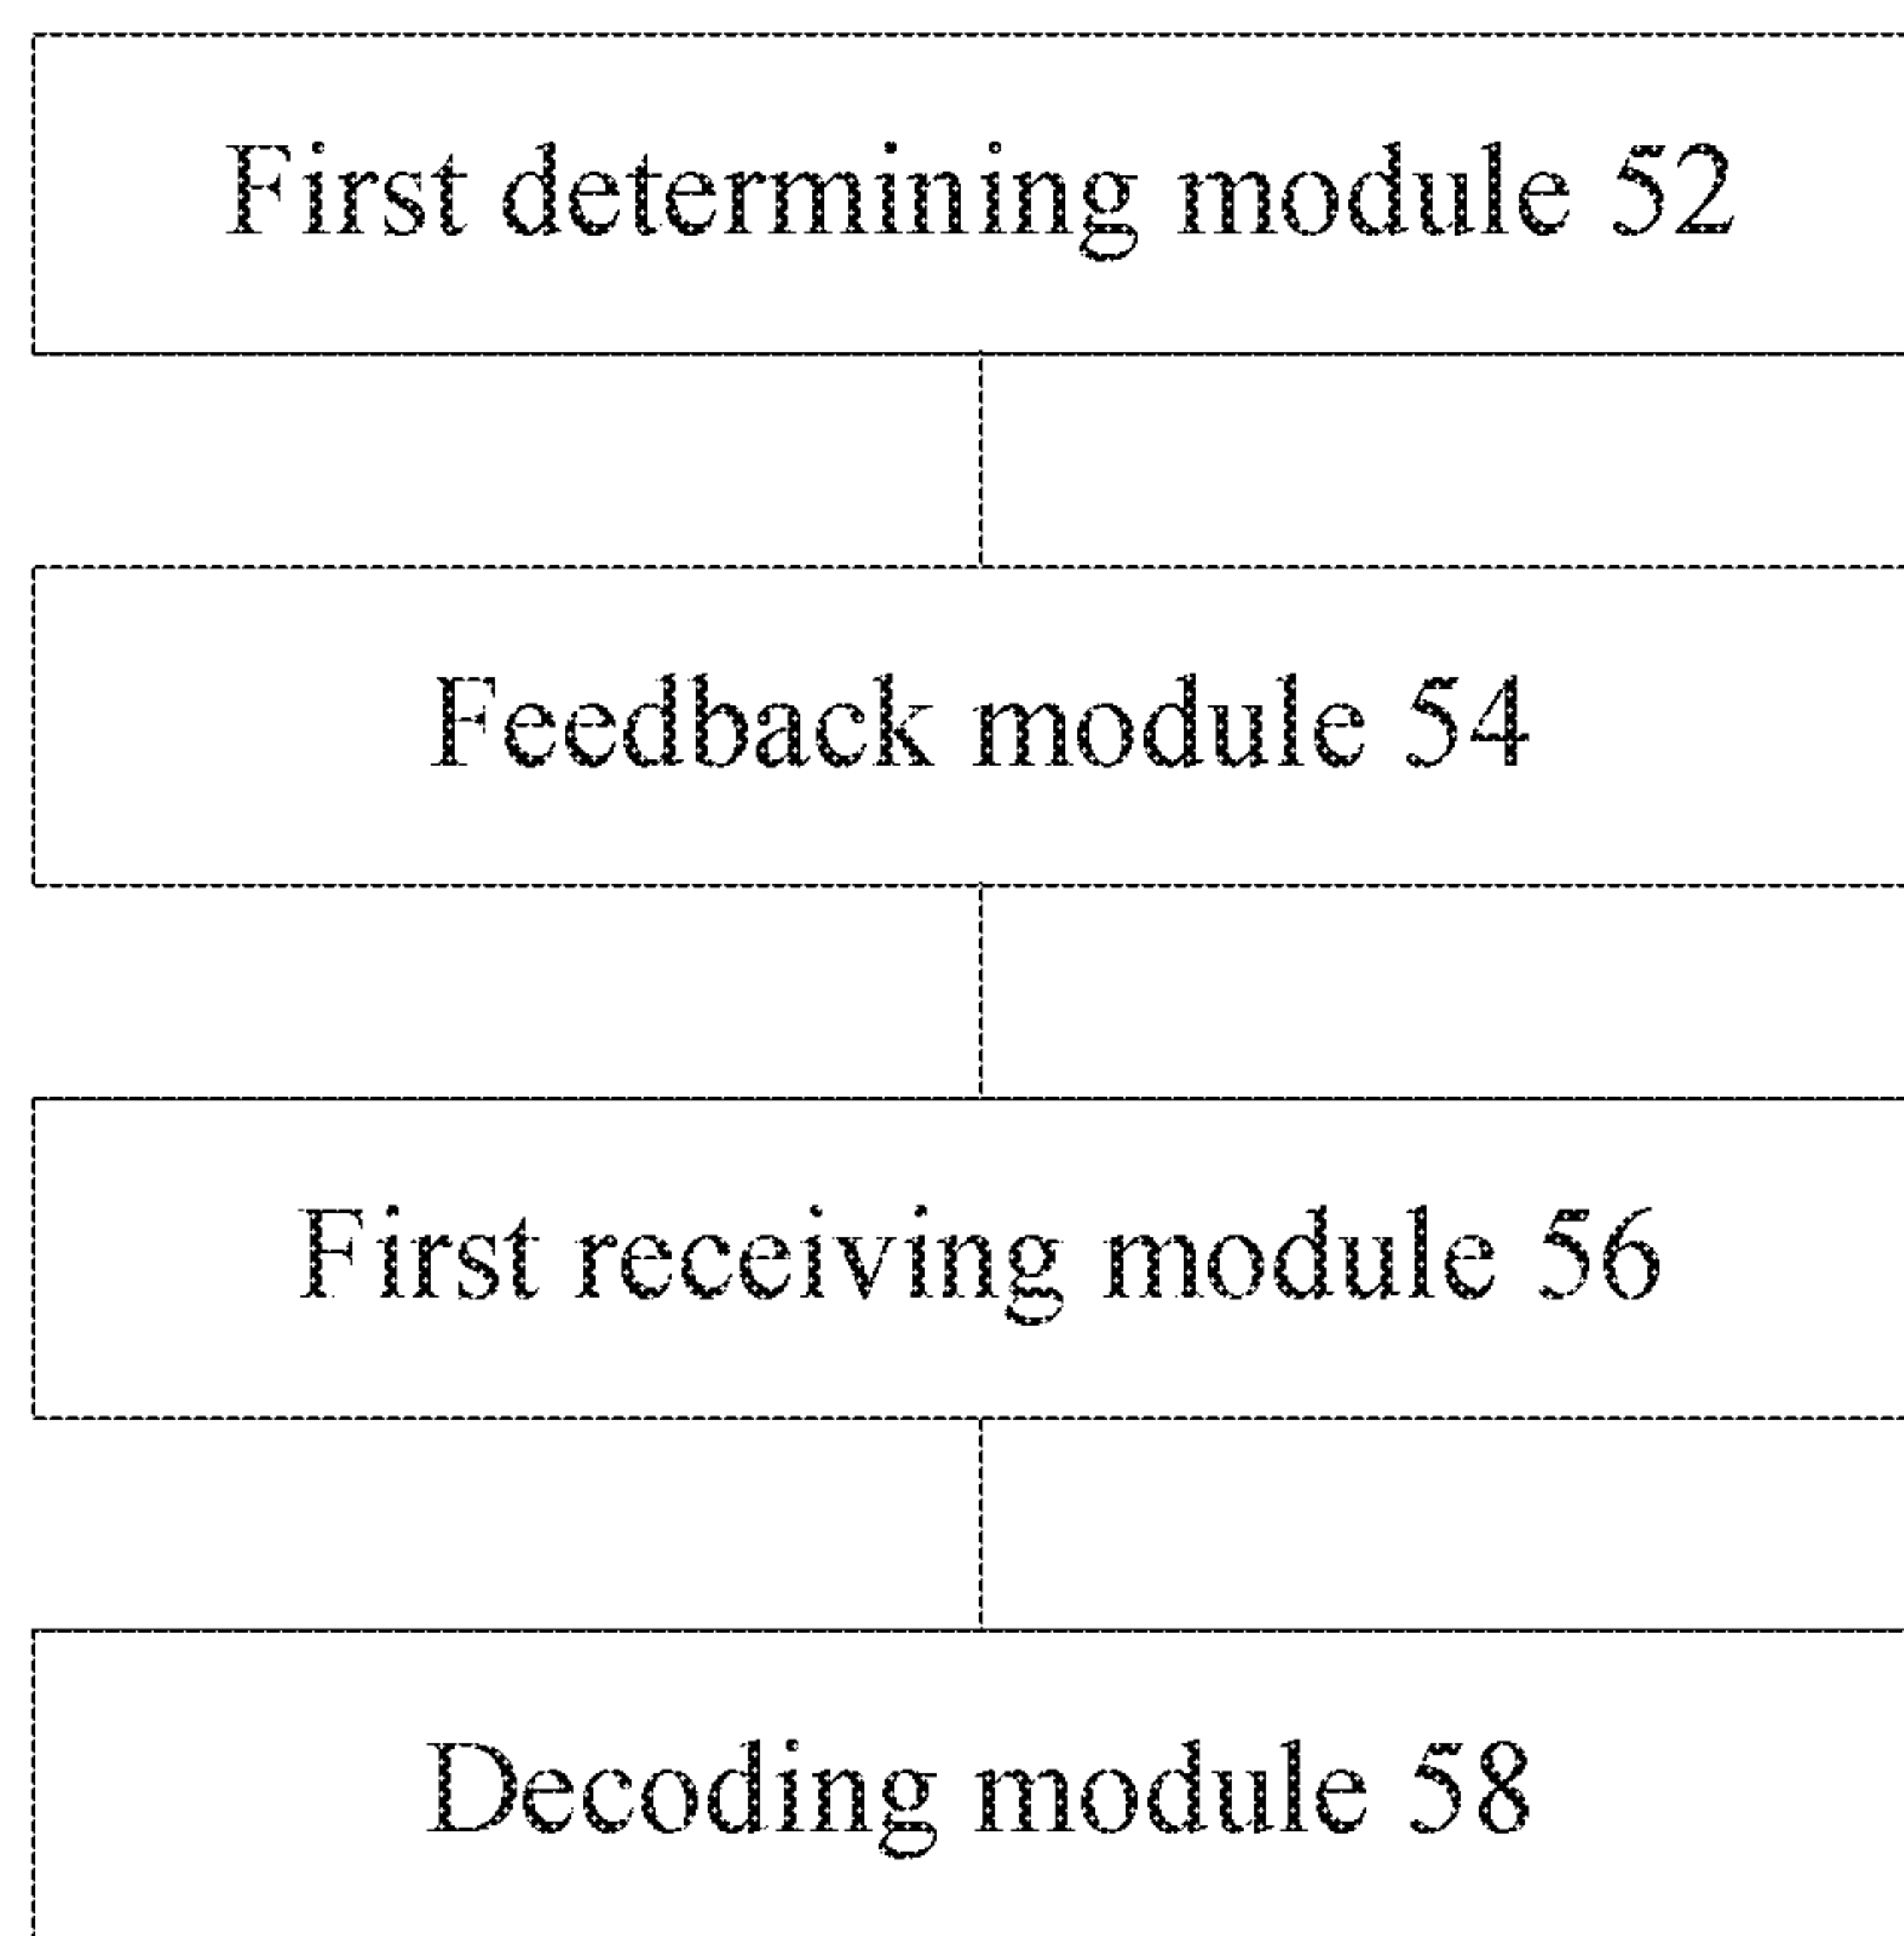 First determining module 52
Feedback module 54
First receiving module 56
Decoding module 58